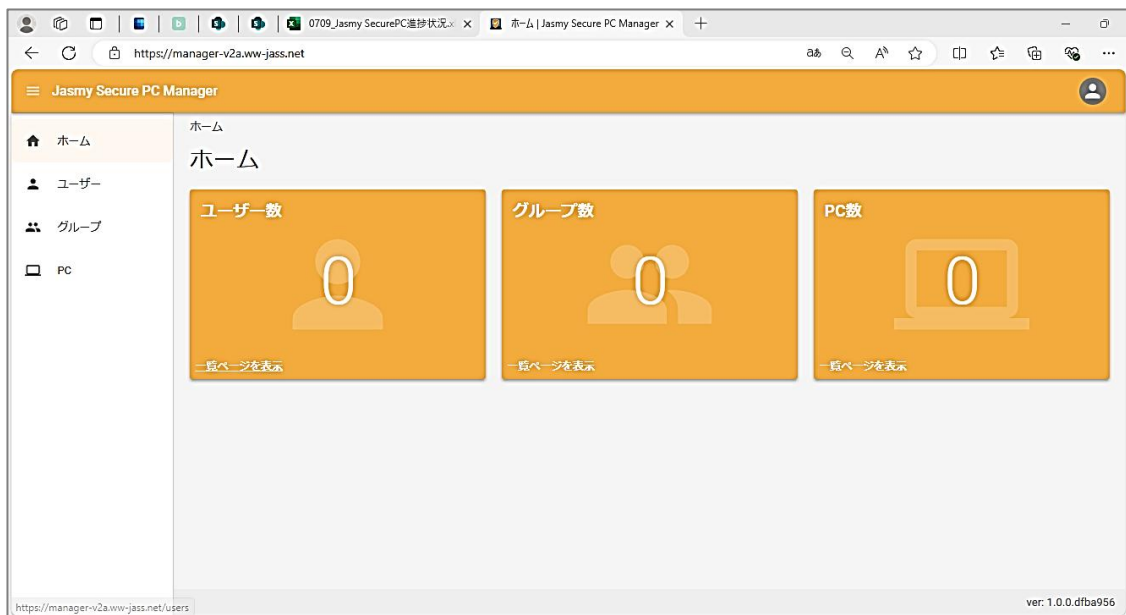 0709_Jasmy SecurePC進捗状況.x
ホーム | Jasmy Secure PC Manager
https://manager-v2a.ww-jass.net
aあ
Jasmy Secure PC Manager
ホーム
ユーザー
グループ
PC
ホーム
ホーム
ユーザー数
0
一覧ページを表示
グループ数
0
一覧ページを表示
PC数
0
一覧ページを表示
https://manager-v2a.ww-jass.net/users
ver: 1.0.0.dfba956